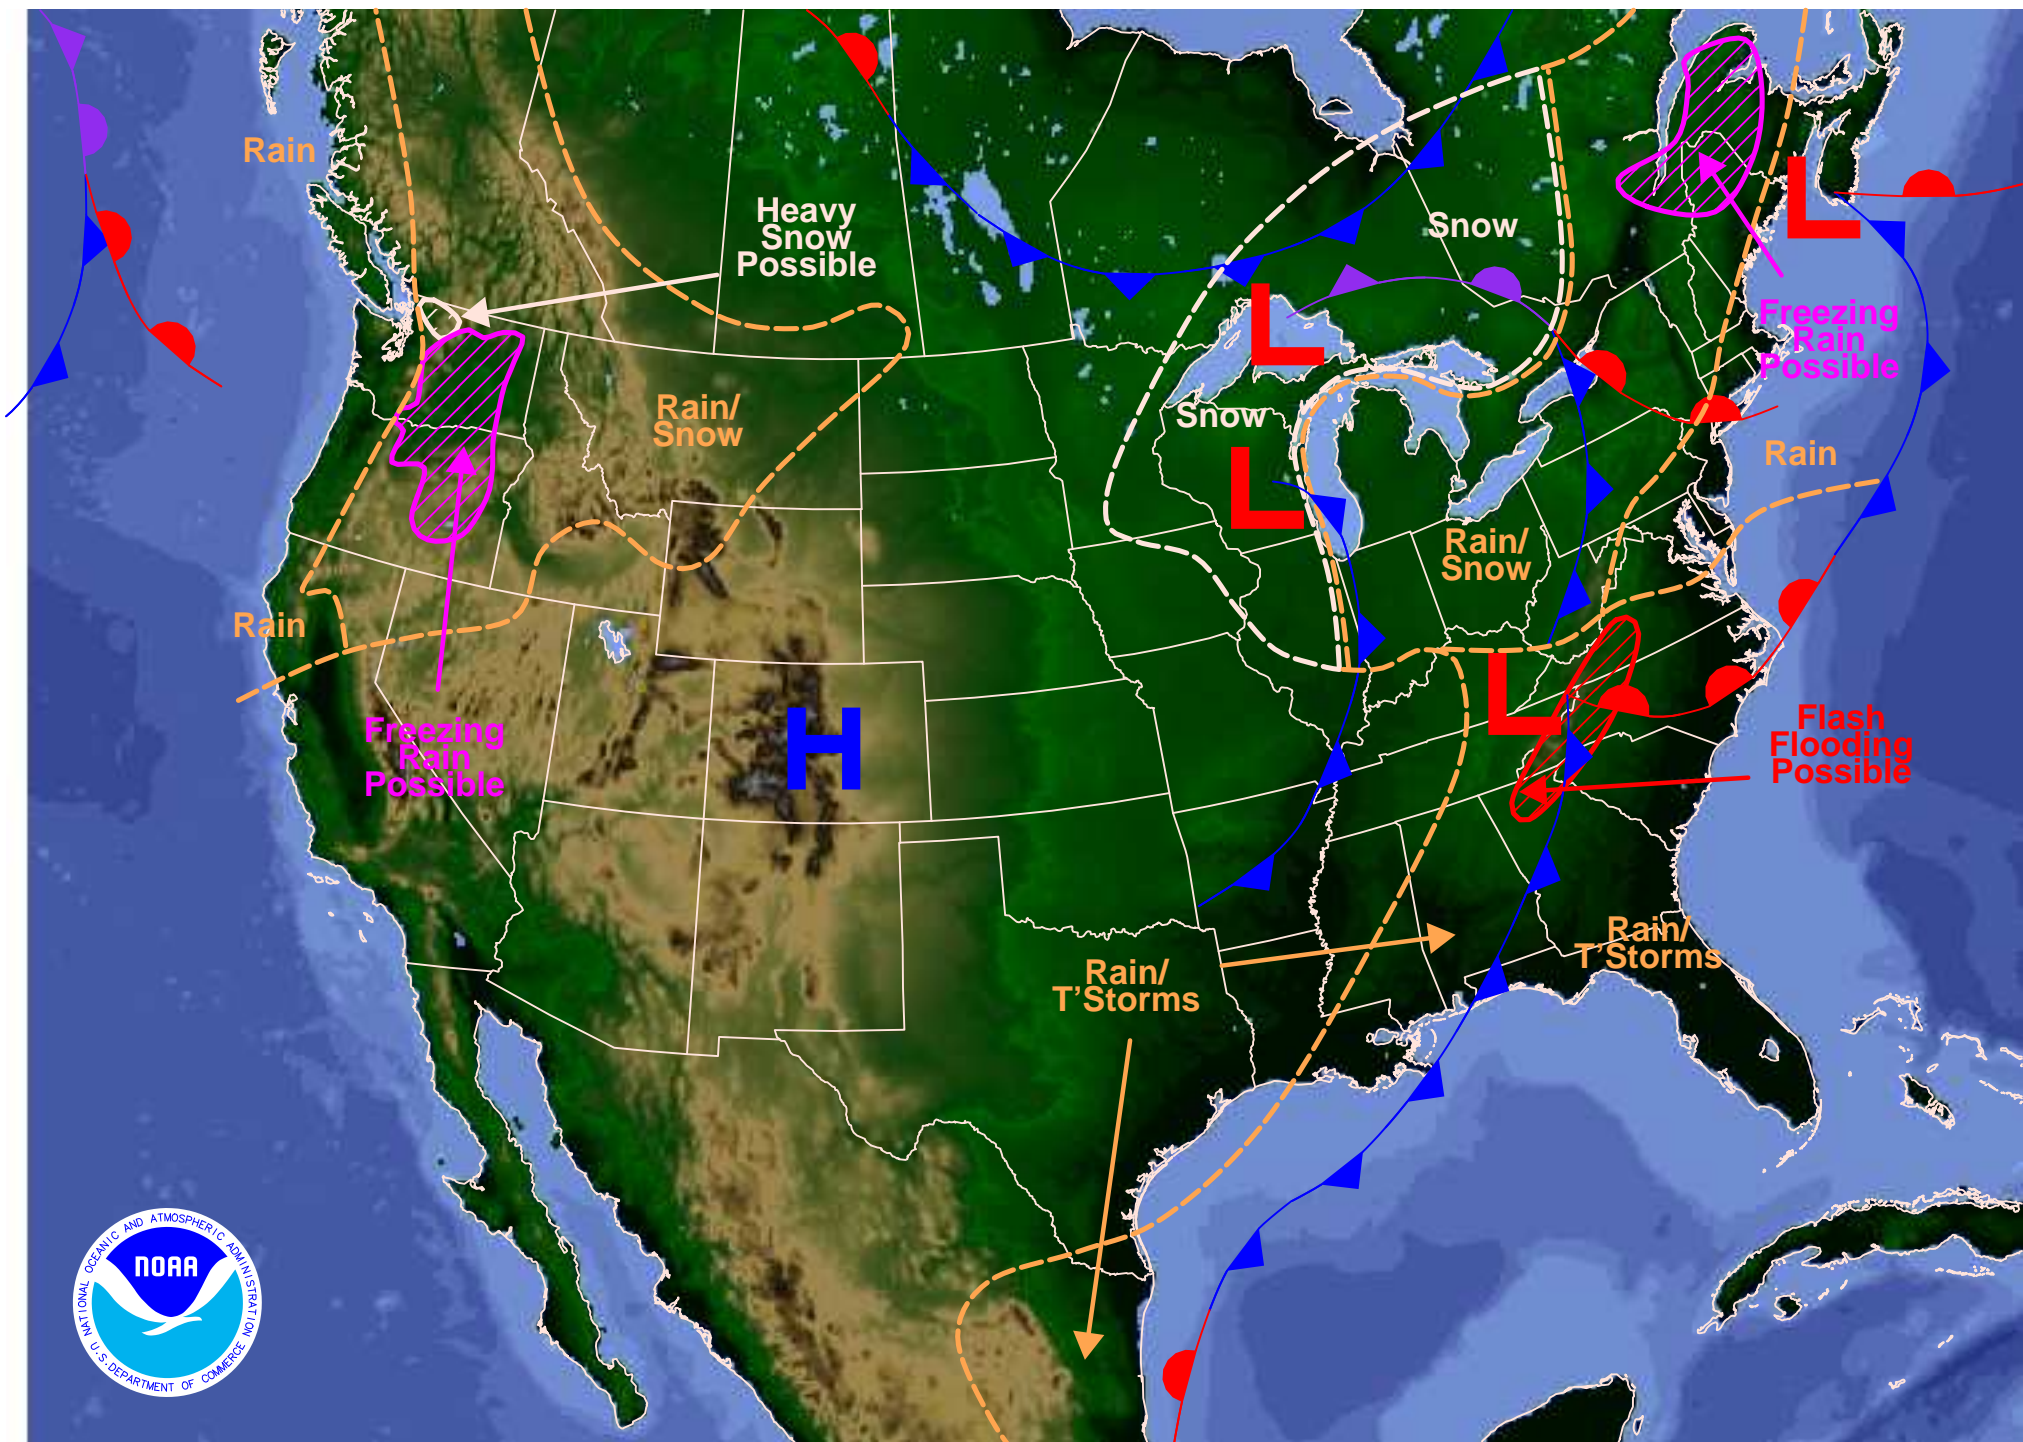 Rain
Heavy
Snow
Possible
Snow
L
L
Freezing
Rain
Possible
Rain/
Snow
Snow
L
Rain
L
Rain/
Snow
Rain
L
H
Freezing
Rain
Possible
Flash
Flooding
Possible
Rain/
T'Storms
Rain/
T'Storms
NATIONAL OCEANIC AND ATMOSPHERIC ADMINISTRATION
NOAA
U.S. DEPARTMENT OF COMMERCE